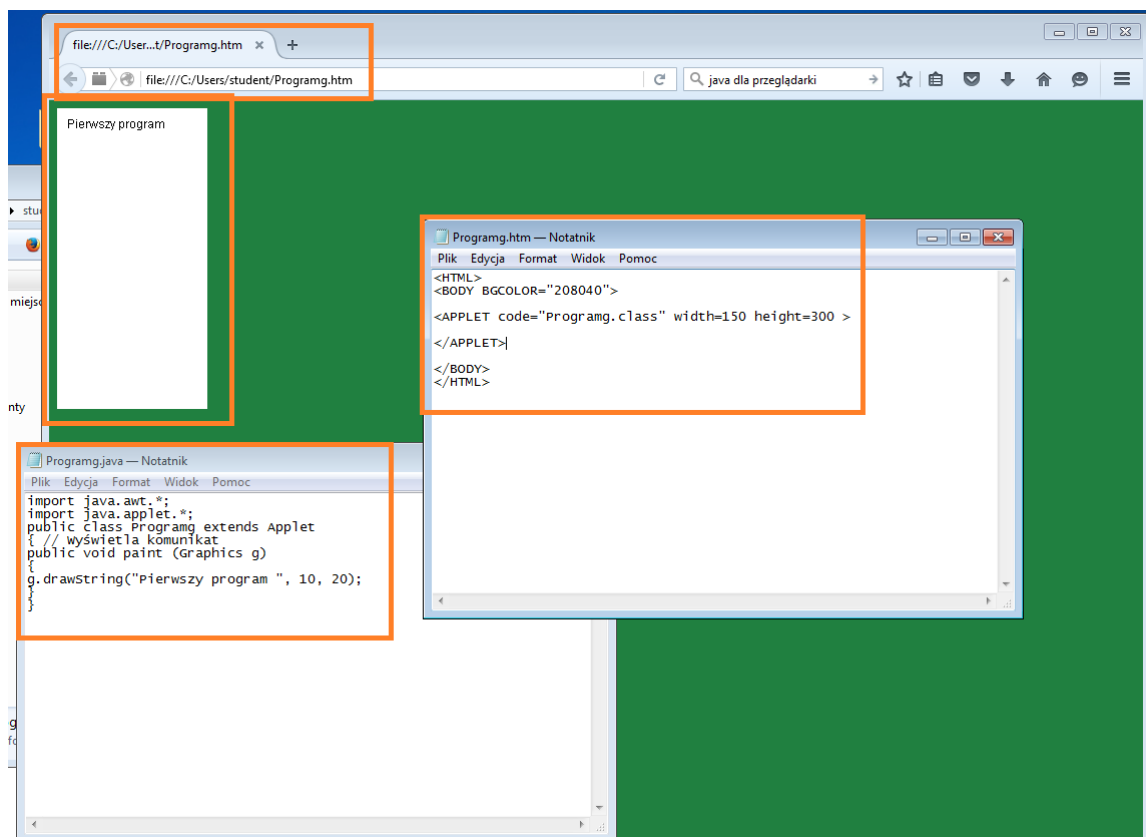 file:///C:/User...t/Programg.htm × +
file:///C:/Users/student/Programg.htm
java dla przeglądarki
Pierwszy program
stu
miejsc
nty
Programg.htm — Notatnik
Plik Edycja Format Widok Pomoc
<HTML>
<BODY BGCOLOR="208040">
<APPLET code="Programg.class" width=150 height=300 >
</APPLET>
</BODY>
</HTML>
Programg.java — Notatnik
Plik Edycja Format Widok Pomoc
import java.awt.*;
import java.applet.*;
public class Programg extends Applet
{ // Wyświetla komunikat
public void paint (Graphics g)
{
g.drawString("Pierwszy program ", 10, 20);
}
}